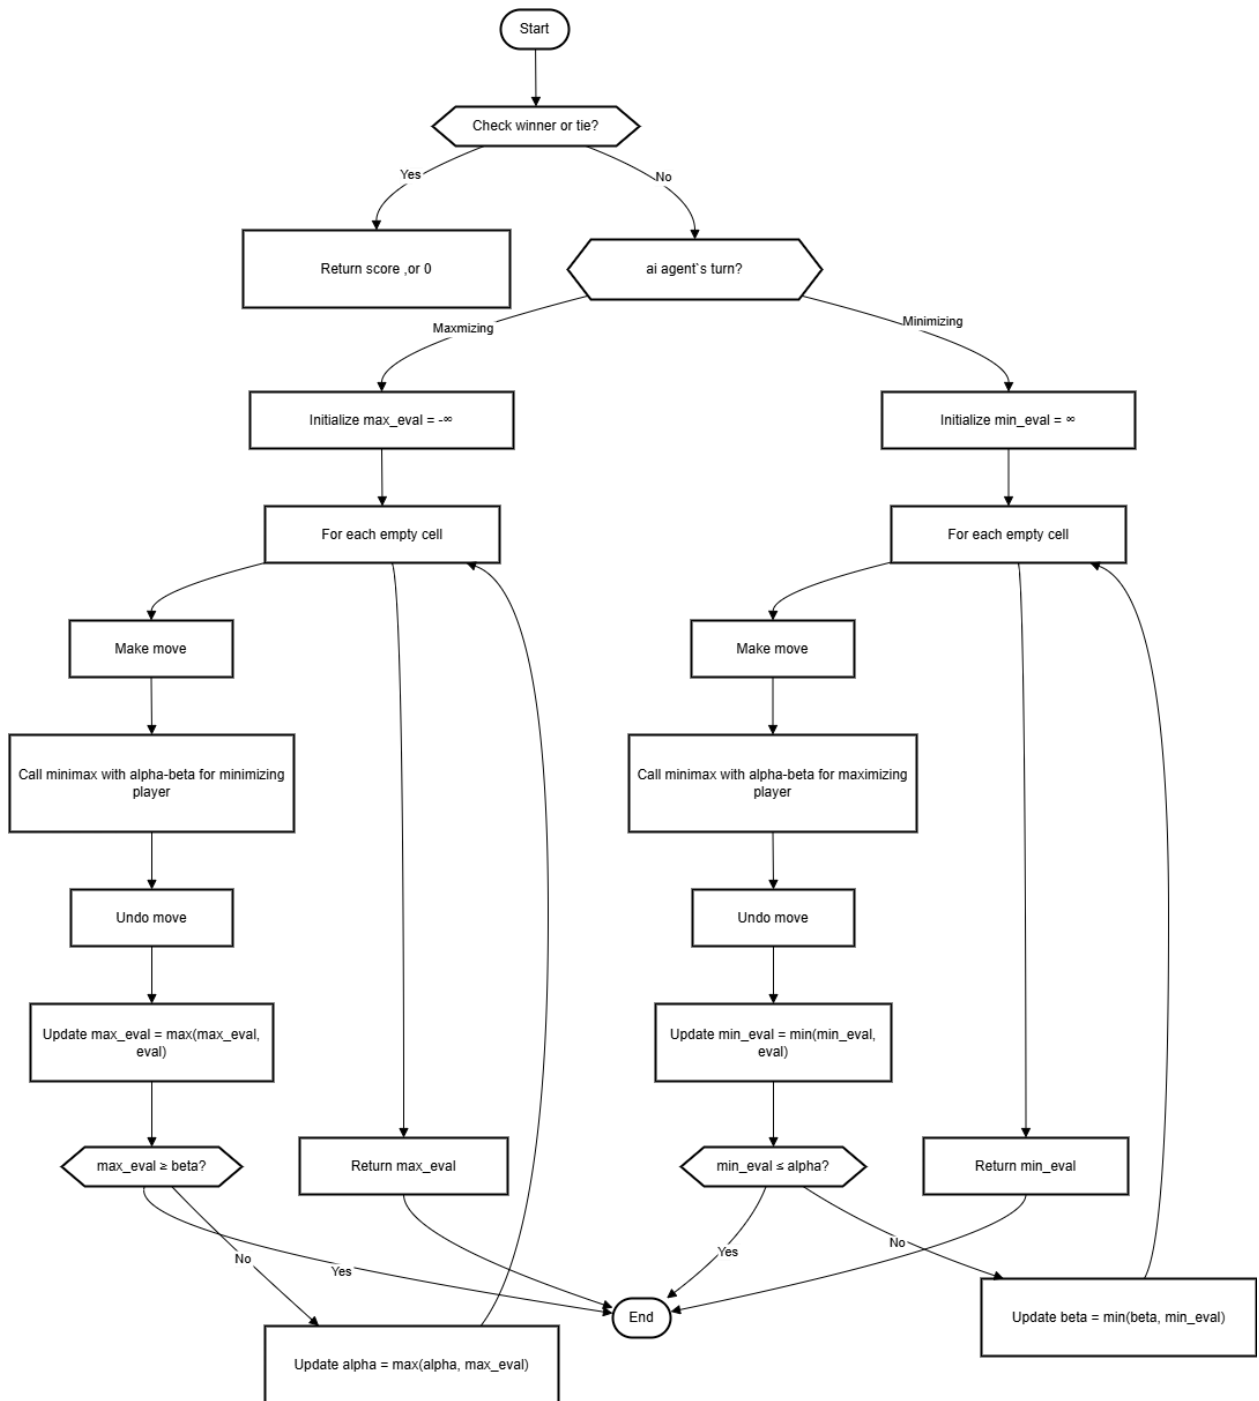 Start
Check winner or tie?
Yes
No
Return score ,or 0
ai agent`s turn?
Maxmizing
Minimizing
Initialize max_eval = -∞
Initialize min_eval = ∞
For each empty cell
For each empty cell
Make move
Make move
Call minimax with alpha-beta for minimizing
player
Call minimax with alpha-beta for maximizing
player
Undo move
Undo move
Update max_eval = max(max_eval,
eval)
Update min_eval = min(min_eval,
eval)
max_eval ≥ beta?
Return max_eval
min_eval ≤ alpha?
Return min_eval
No
Yes
Yes
No
End
Update beta = min(beta, min_eval)
Update alpha = max(alpha, max_eval)